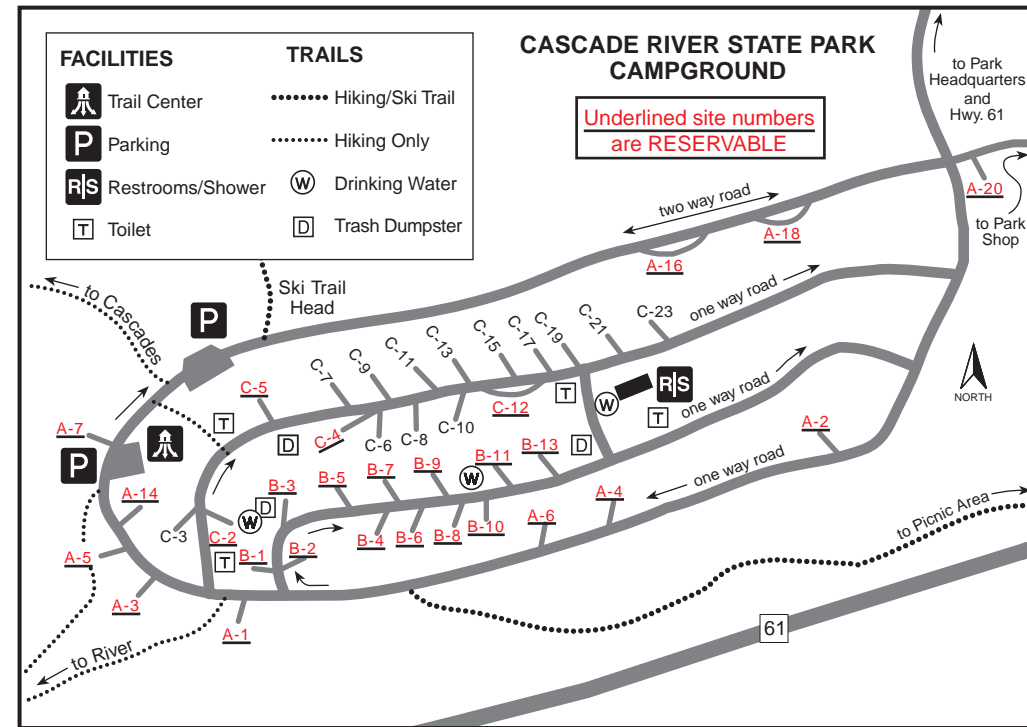 FACILITIES
Trail Center
P
Parking
R|S
Restrooms/Shower
T
Toilet
TRAILS
Hiking/Ski Trail
Hiking Only
W
Drinking Water
D
Trash Dumpster
CASCADE RIVER STATE PARK
CAMPGROUND
Underlined site numbers
are RESERVABLE
to Park
Headquarters
and
Hwy. 61
A-20
to Park
Shop
two way road
A-18
A-16
Ski Trail
Head
to Cascades
P
one way road
C-23
C-21
C-19
C-17
C-15
C-13
C-11
C-9
C-7
C-5
C-4
C-6
C-8
C-10
C-12
T
W
R|S
T
NORTH
one way road
A-7
P
T
D
D
B-13
B-11
W
B-9
B-7
B-5
B-3
D
W
A-2
one way road
A-14
C-3
C-2
T
B-1
B-2
B-4
B-6
B-8
B-10
A-6
A-4
A-5
A-3
A-1
to Picnic Area
to River
61